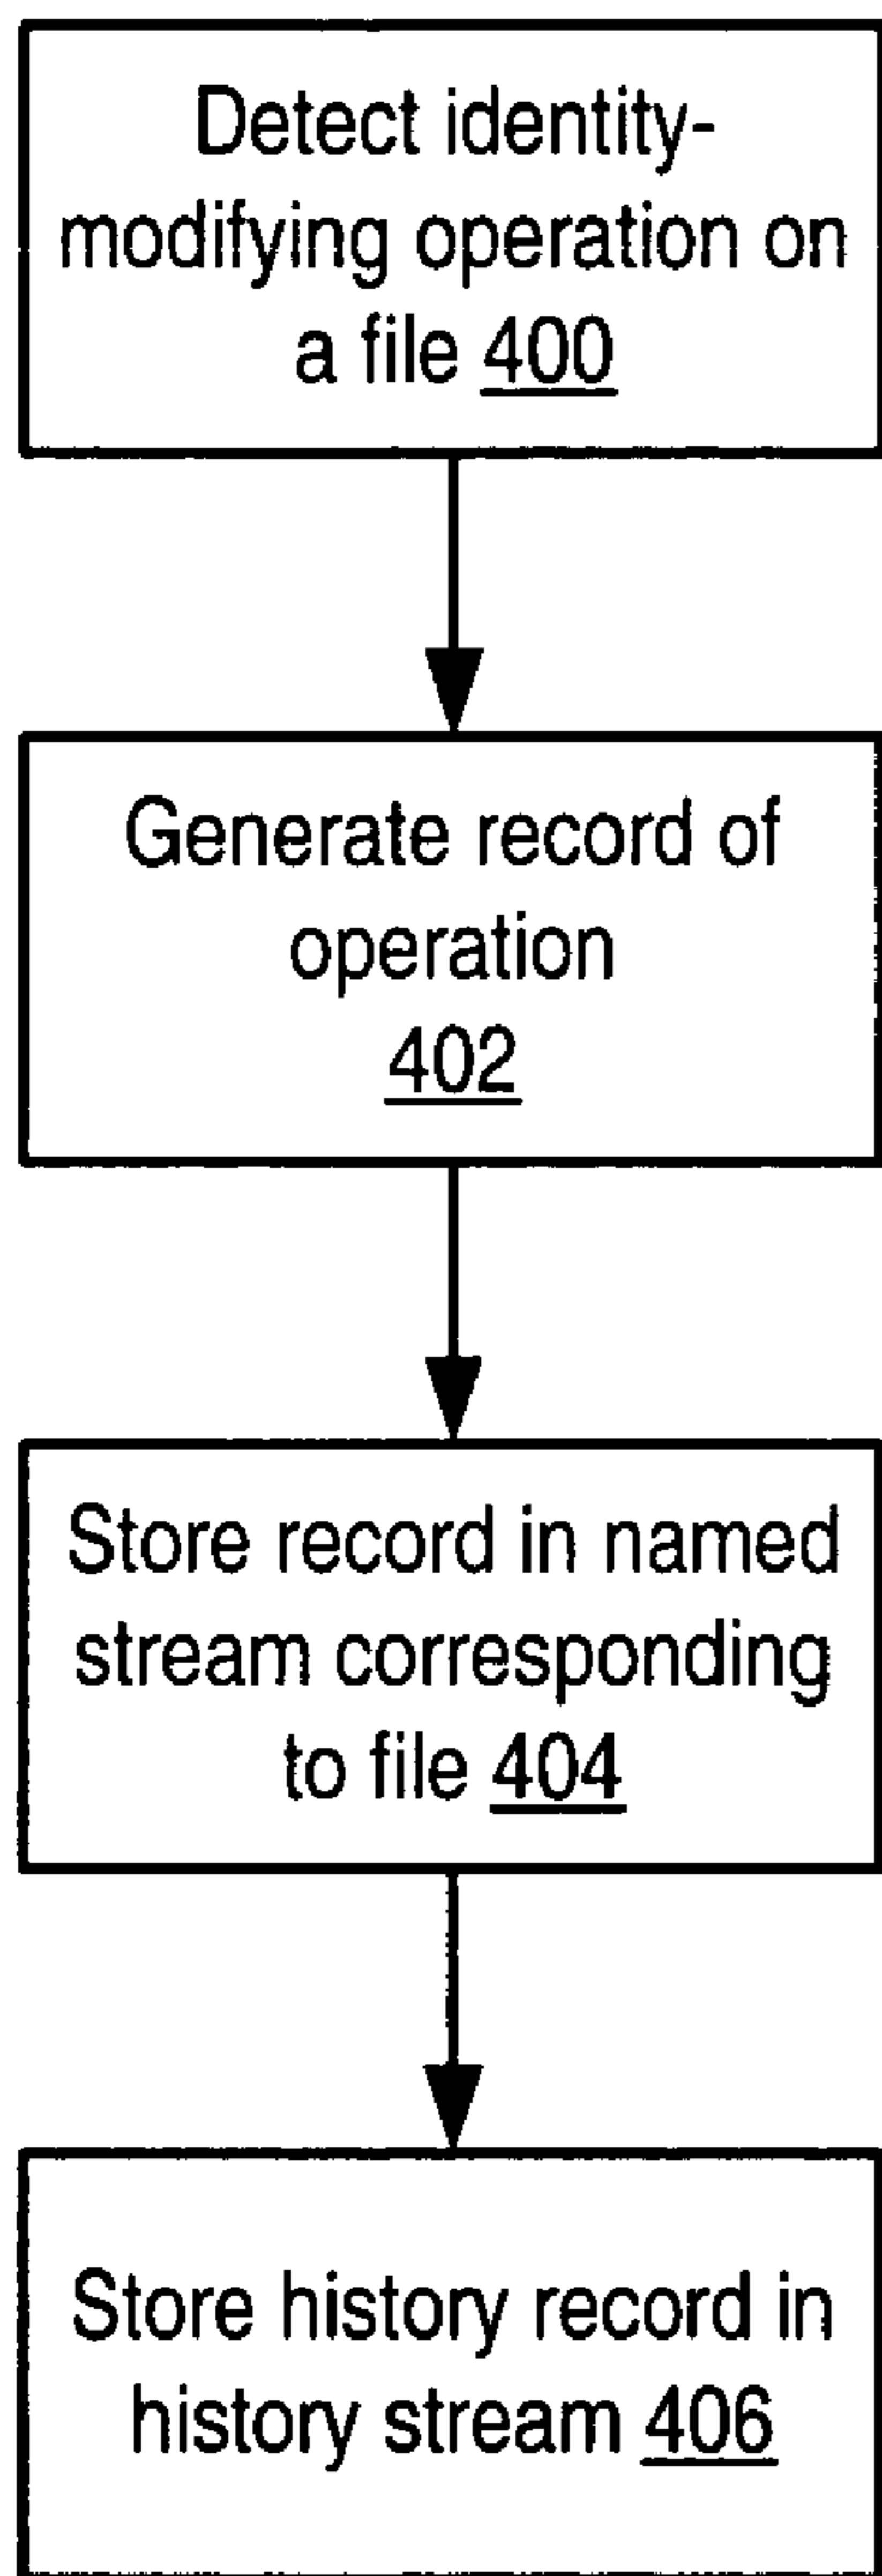 Detect identity-
modifying operation on
a file 400
Generate record of
operation
402
Store record in named
stream corresponding
to file 404
Store history record in
history stream 406